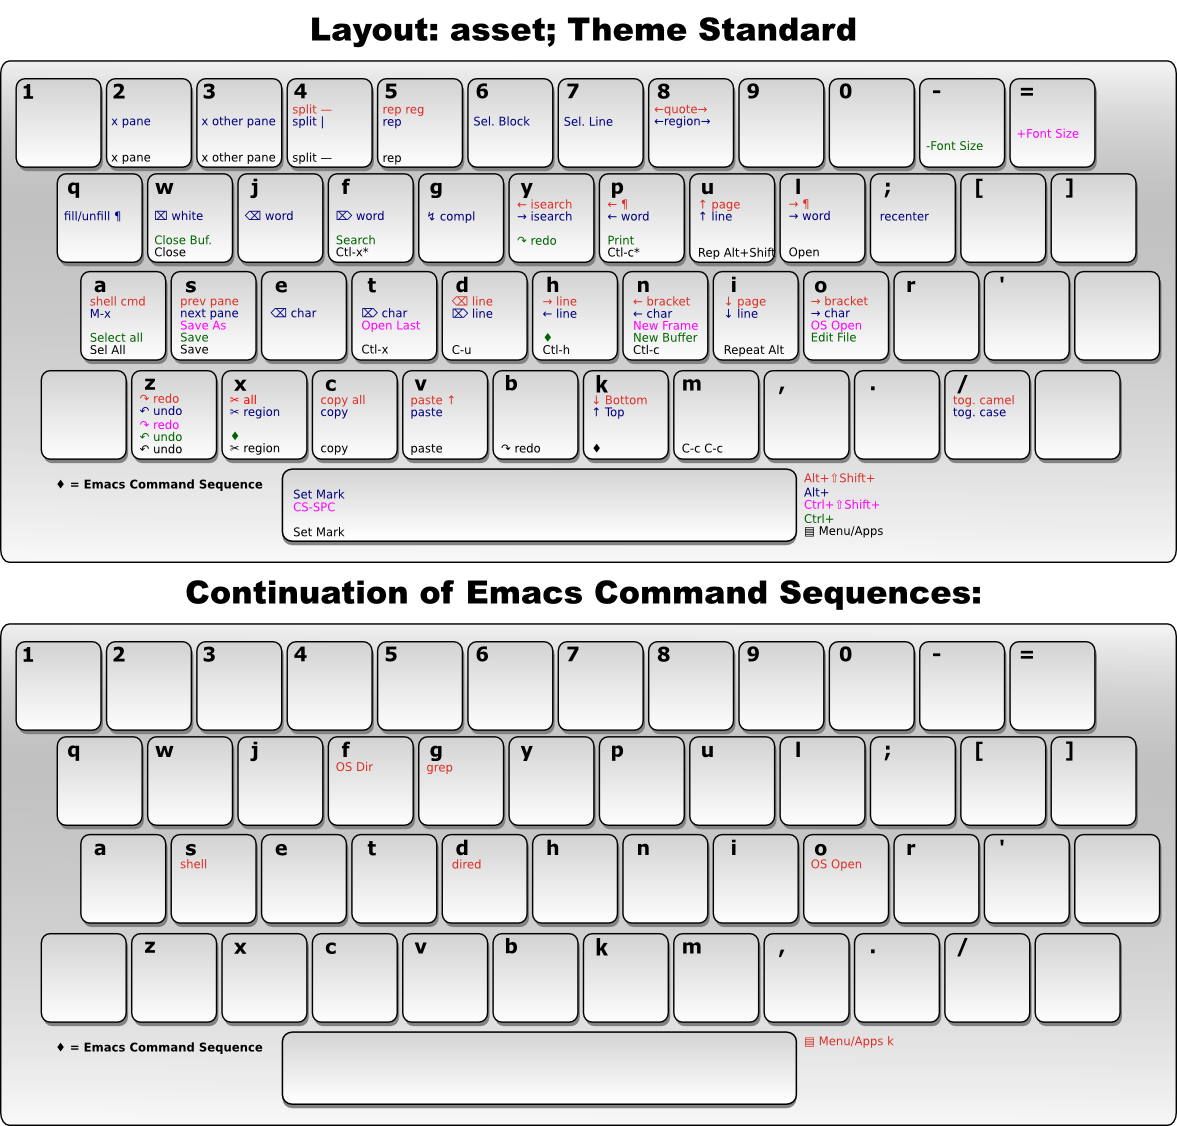 Layout: asset; Theme Standard
1
2
x pane
x pane
3
x other pane
x other pane
4
split —
split |
split —
5
rep reg
rep
rep
6
Sel. Block
7
Sel. Line
8
←quote→
←region→
9
0
-
-Font Size
=
+Font Size
q
fill/unfill ¶
w
⌧ white
Close Buf.
Close
j
⌫ word
f
⌦ word
Search
Ctl-x*
g
↯ compl
y
← isearch
→ isearch
↷ redo
p
← ¶
← word
Print
Ctl-c*
u
↑ page
↑ line
Rep Alt+Shift
l
→ ¶
→ word
Open
;
recenter
[
]
a
shell cmd
M-x
Select all
Sel All
s
prev pane
next pane
Save As
Save
Save
e
⌫ char
t
⌦ char
Open Last
Ctl-x
d
⌫ line
⌦ line
C-u
h
→ line
← line
♦
Ctl-h
n
← bracket
← char
New Frame
New Buffer
Ctl-c
i
↓ page
↓ line
Repeat Alt
o
→ bracket
→ char
OS Open
Edit File
r
'
z
↷ redo
↶ undo
↷ redo
↶ undo
↶ undo
x
✂ all
✂ region
♦
✂ region
c
copy all
copy
copy
v
paste ↑
paste
paste
b
↷ redo
k
↓ Bottom
↑ Top
♦
m
C-c C-c
,
.
/
tog. camel
tog. case
♦ = Emacs Command Sequence
Set Mark
CS-SPC
Set Mark
Alt+⇧Shift+
Alt+
Ctrl+⇧Shift+
Ctrl+
▤ Menu/Apps
Continuation of Emacs Command Sequences:
1
2
3
4
5
6
7
8
9
0
-
=
q
w
j
f
OS Dir
g
grep
y
p
u
l
;
[
]
a
s
shell
e
t
d
dired
h
n
i
o
OS Open
r
'
z
x
c
v
b
k
m
,
.
/
♦ = Emacs Command Sequence
▤ Menu/Apps k